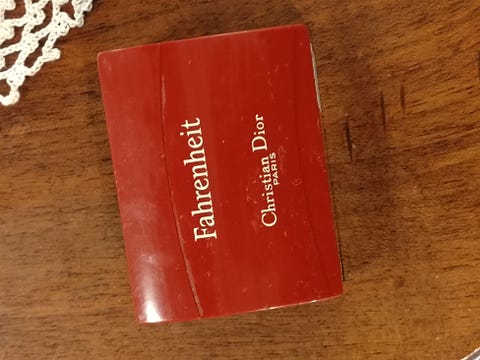 Fahrenheit
Christian Dior
PARIS